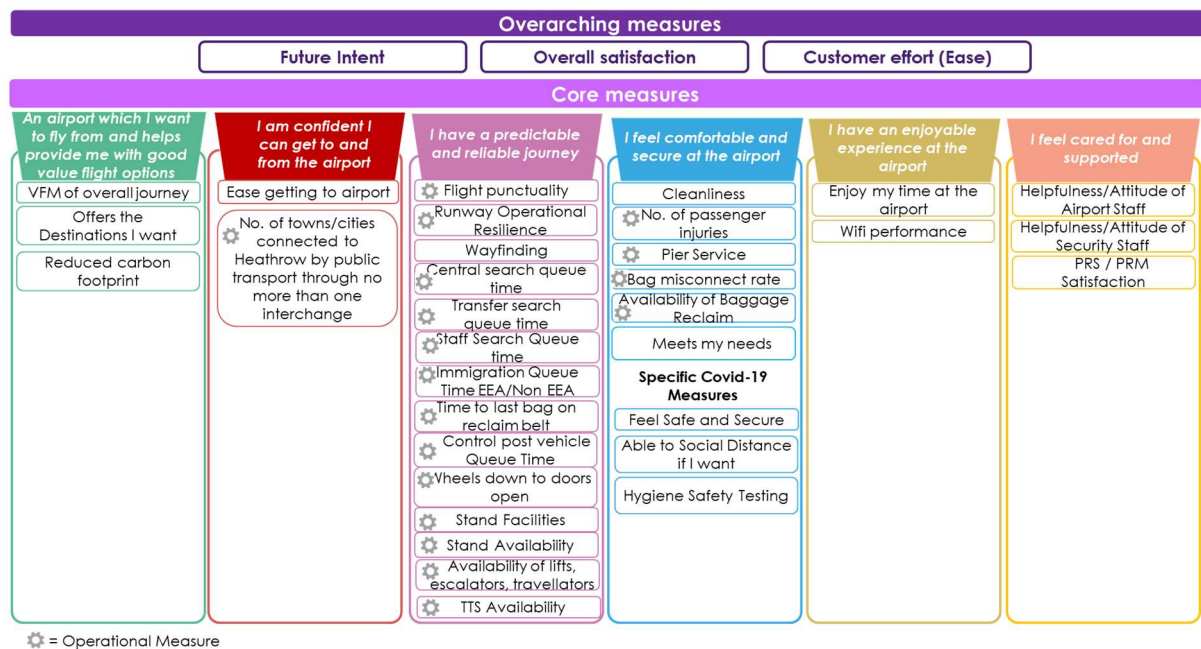 Overarching measures
Future Intent
Overall satisfaction
Customer effort (Ease)
Core measures
An airport which I want
to fly from and helps
provide me with good
value flight options
VFM of overall journey
Offers the
Destinations I want
Reduced carbon
footprint
I am confident I
can get to and
from the airport
Ease getting to airport
No. of towns/cities
connected to
Heathrow by public
transport through no
more than one
interchange
I have a predictable
and reliable journey
Flight punctuality
Runway Operational
Resilience
Wayfinding
Central search queue
time
Transfer search
queue time
Staff Search Queue
time
Immigration Queue
Time EEA/Non EEA
Time to last bag on
reclaim belt
Control post vehicle
Queue Time
Wheels down to doors
open
Stand Facilities
Stand Availability
Availability of lifts,
escalators, travellators
TTS Availability
I feel comfortable and
secure at the airport
Cleanliness
No. of passenger
injuries
Pier Service
Bag misconnect rate
Availability of Baggage
Reclaim
Meets my needs
Specific Covid-19
Measures
Feel Safe and Secure
Able to Social Distance
if I want
Hygiene Safety Testing
I have an enjoyable
experience at the
airport
Enjoy my time at the
airport
Wifi performance
I feel cared for and
supported
Helpfulness/Attitude of
Airport Staff
Helpfulness/Attitude of
Security Staff
PRS / PRM
Satisfaction
= Operational Measure